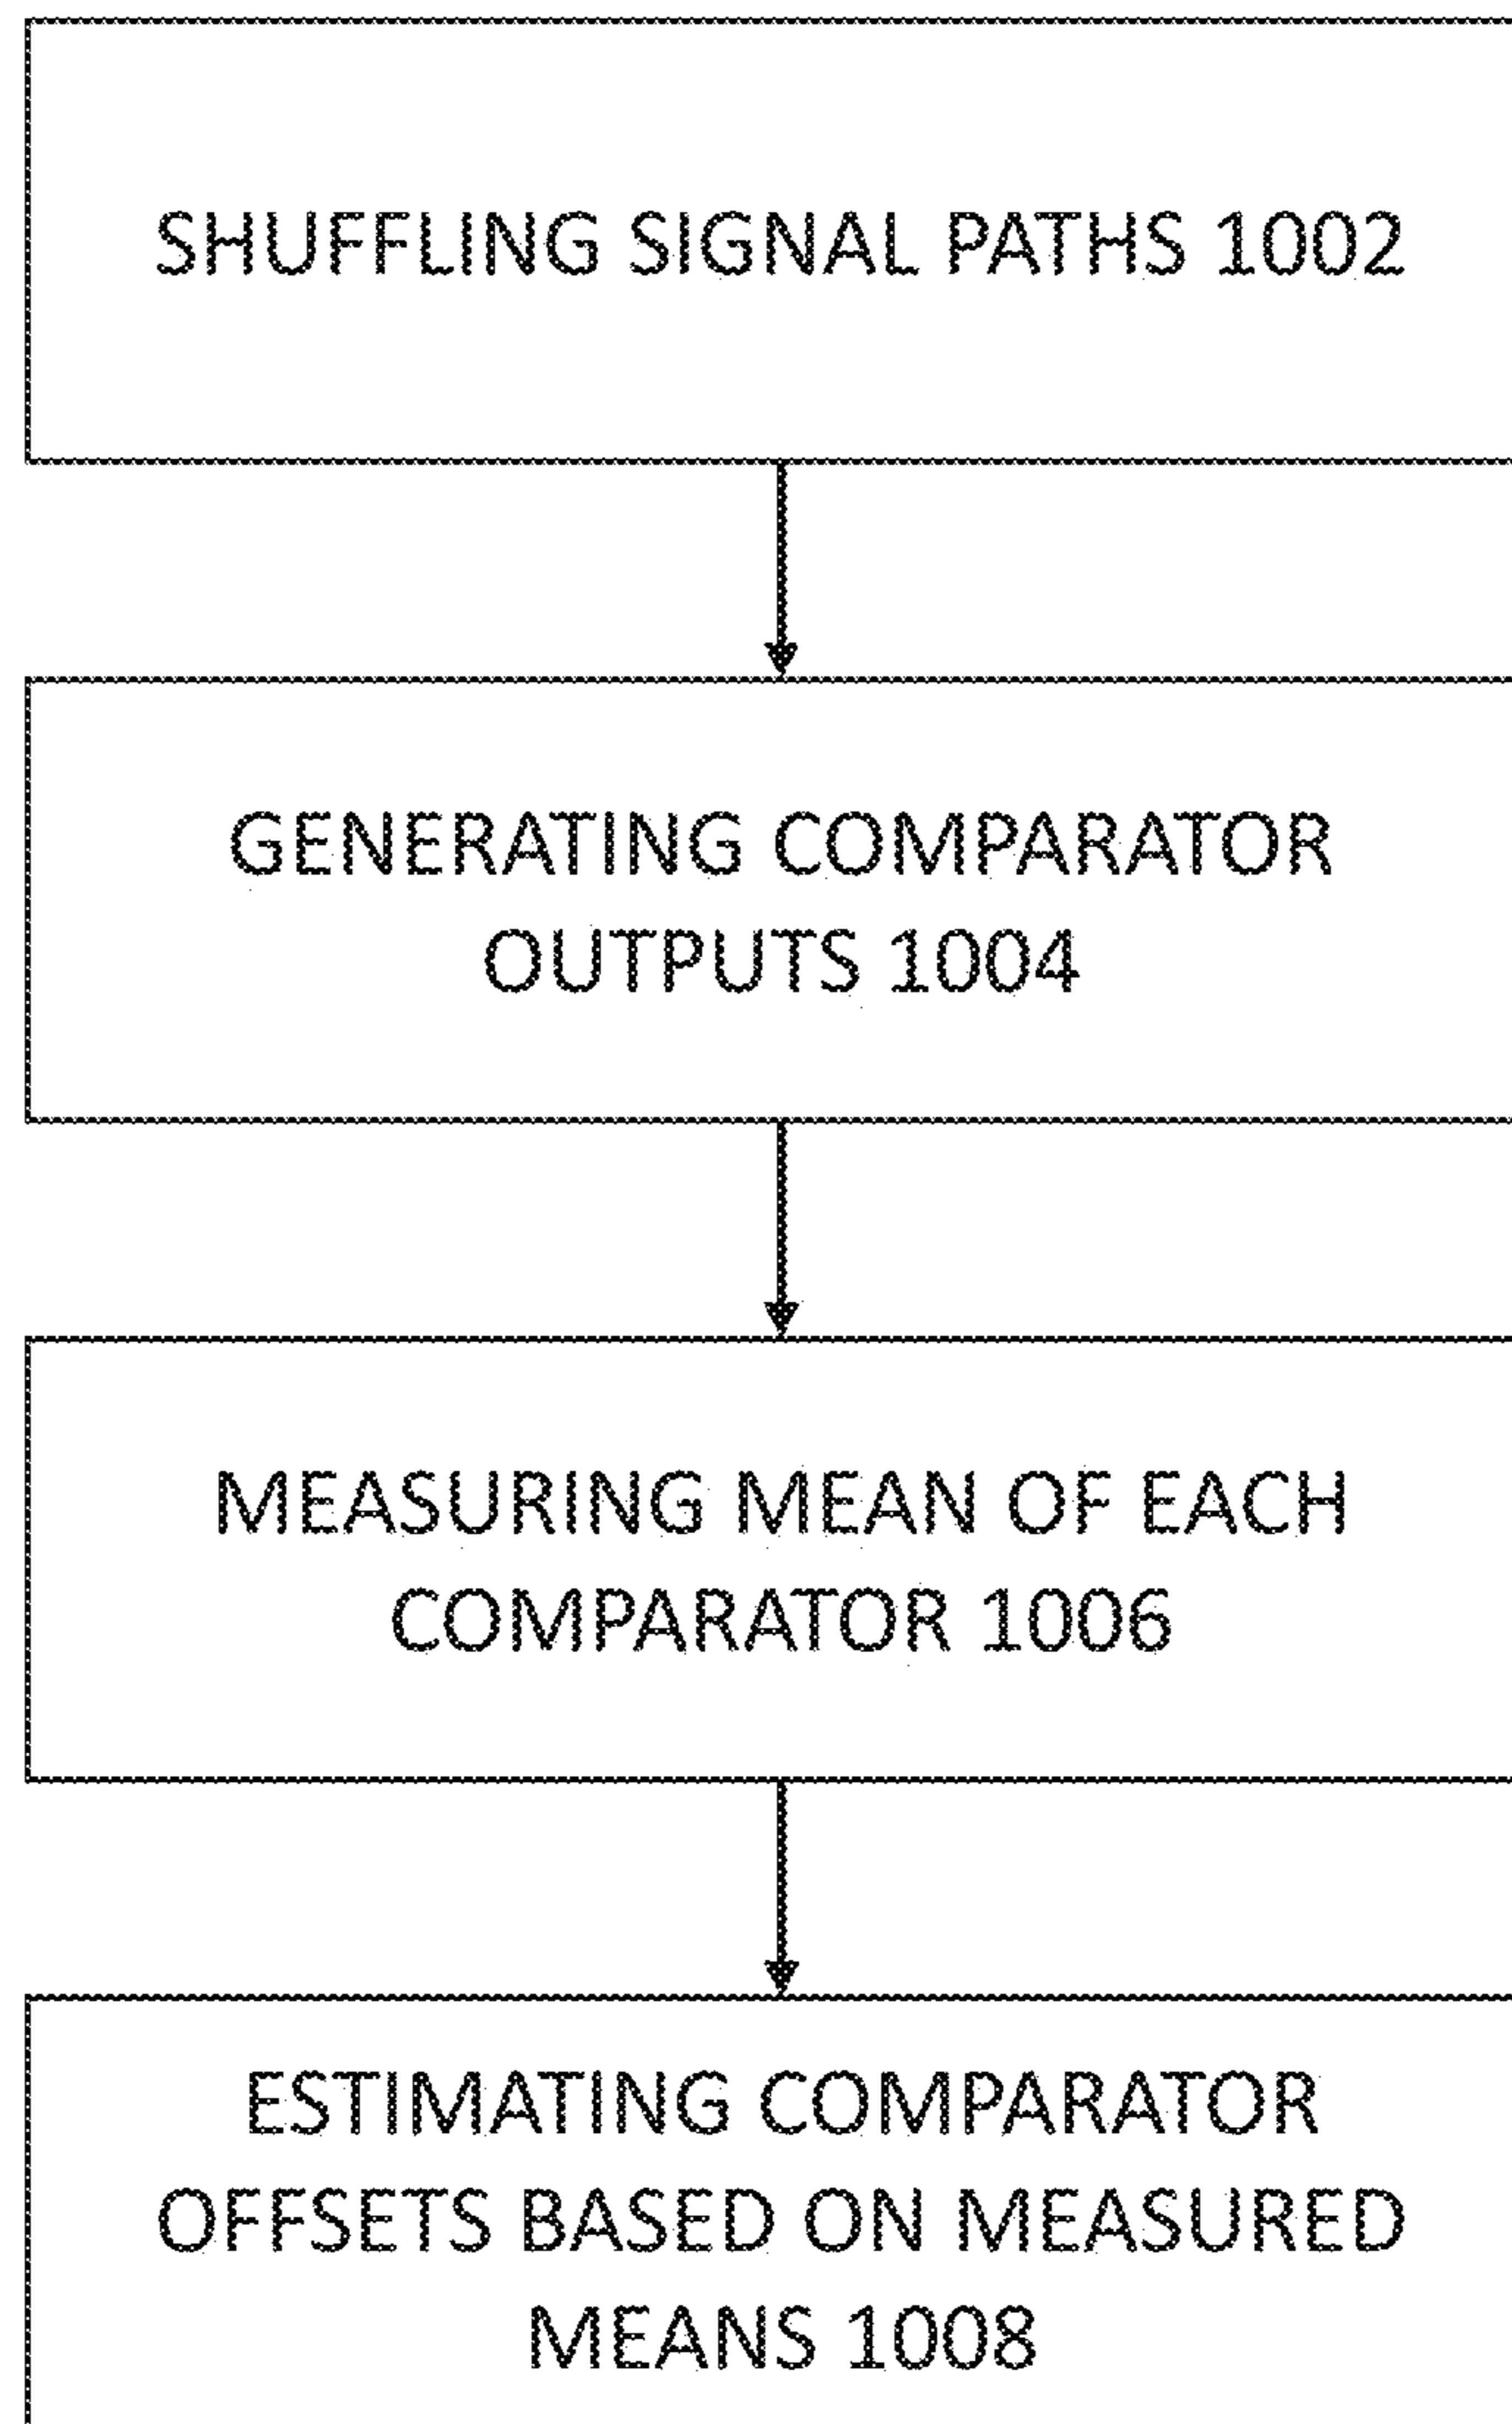 SHUFFLING SIGNAL PATHS 1002
GENERATING COMPARATOR
OUTPUTS 1004
MEASURING MEAN OF EACH
COMPARATOR 1006
ESTIMATING COMPARATOR
OFFSETS BASED ON MEASURED
MEANS 1008